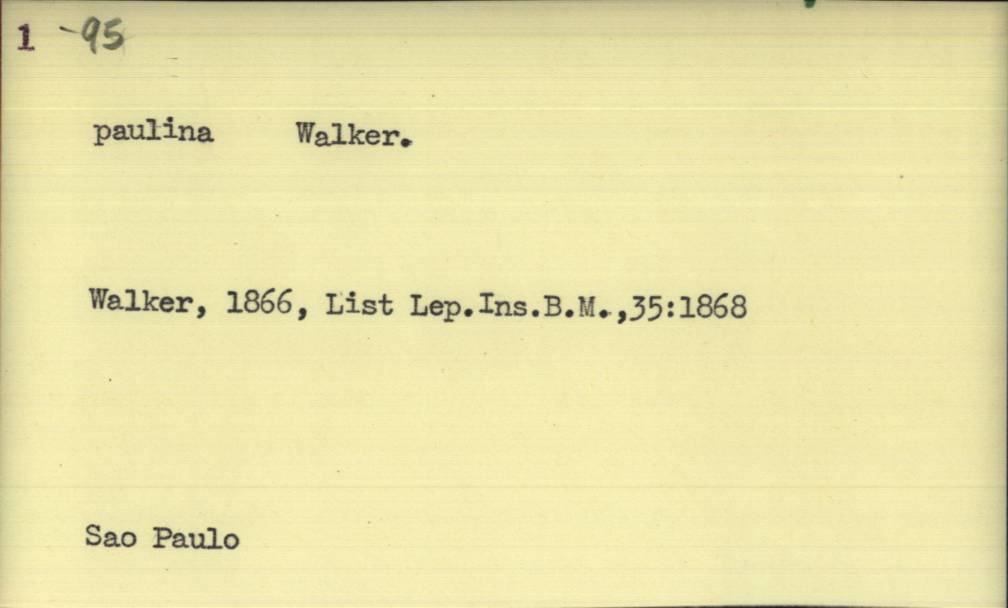 1 -95
paulina Walker.
Walker, 1866, List Lep.Ins.B.M.,35:1868
Sao Paulo